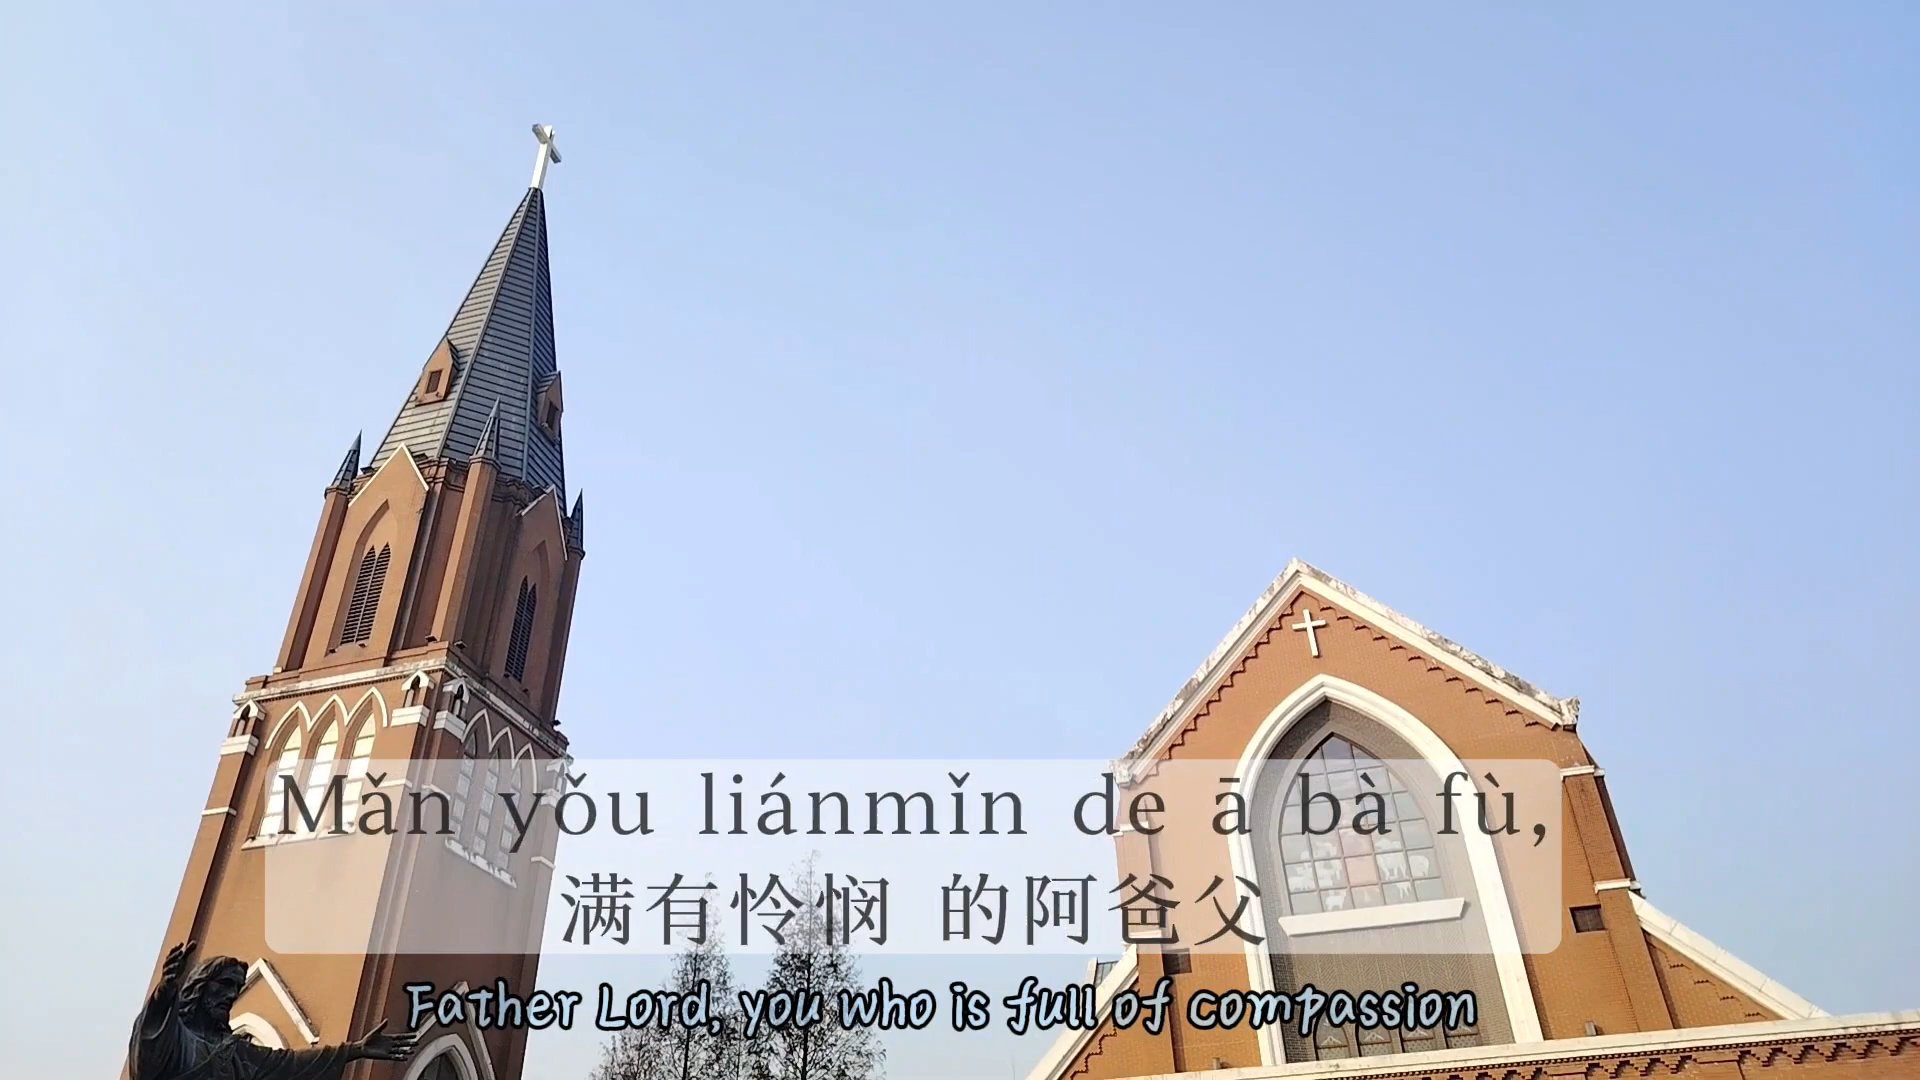 Mǎn yǒu liánmǐn de ā bà fù,
满有怜悯 的阿爸父
Father Lord, you who is full of compassion